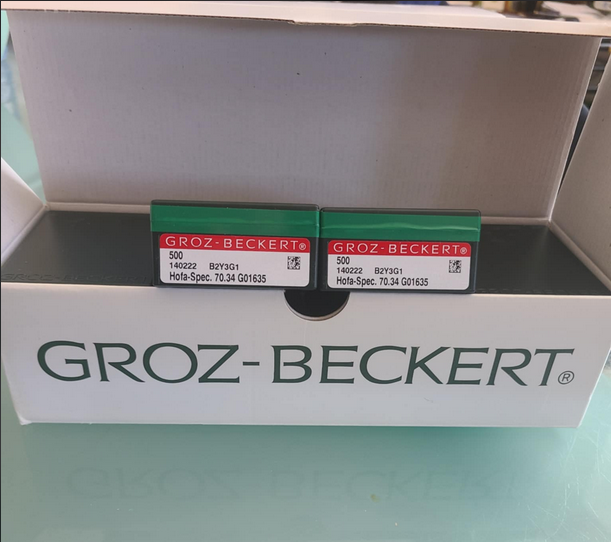 GROZ-BECKERT®
500
140222 B2Y3G1
Hofa-Spec. 70.34 G01635
GROZ-BECKERT®
500
140222 B2Y3G1
Hofa-Spec. 70.34 G01635
GROZ-BECKERT®